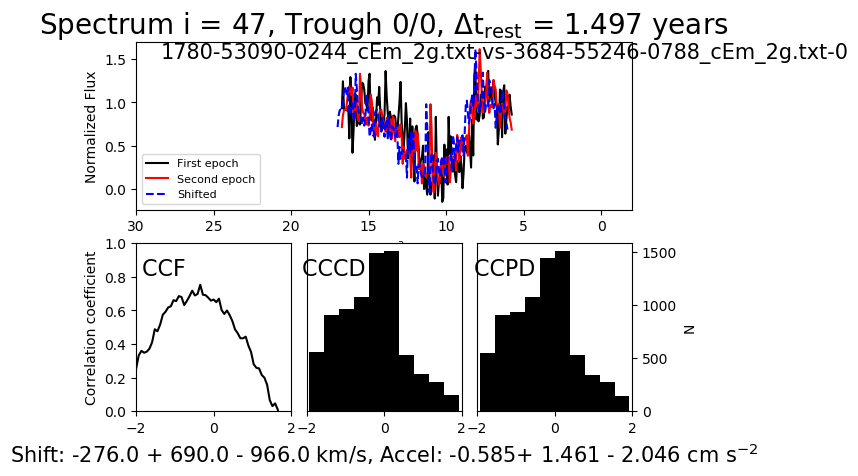 Spectrum i = 47, Trough 0/0, Δt_rest = 1.497 years
1780-53090-0244_cEm_2g.txt-vs-3684-55246-0788_cEm_2g.txt-0
Normalized Flux
1.5
1.0
0.5
0.0
First epoch
Second epoch
Shifted
30 25 20 15 10 5 0
Correlation coefficient
1.0
0.8
0.6
0.4
0.2
0.0
CCF
CCCD
CCPD
1500
1000
500
0
N
−2 0 2
−2 0 2
−2 0 2
Shift: -276.0 + 690.0 - 966.0 km/s, Accel: -0.585+ 1.461 - 2.046 cm s⁻²